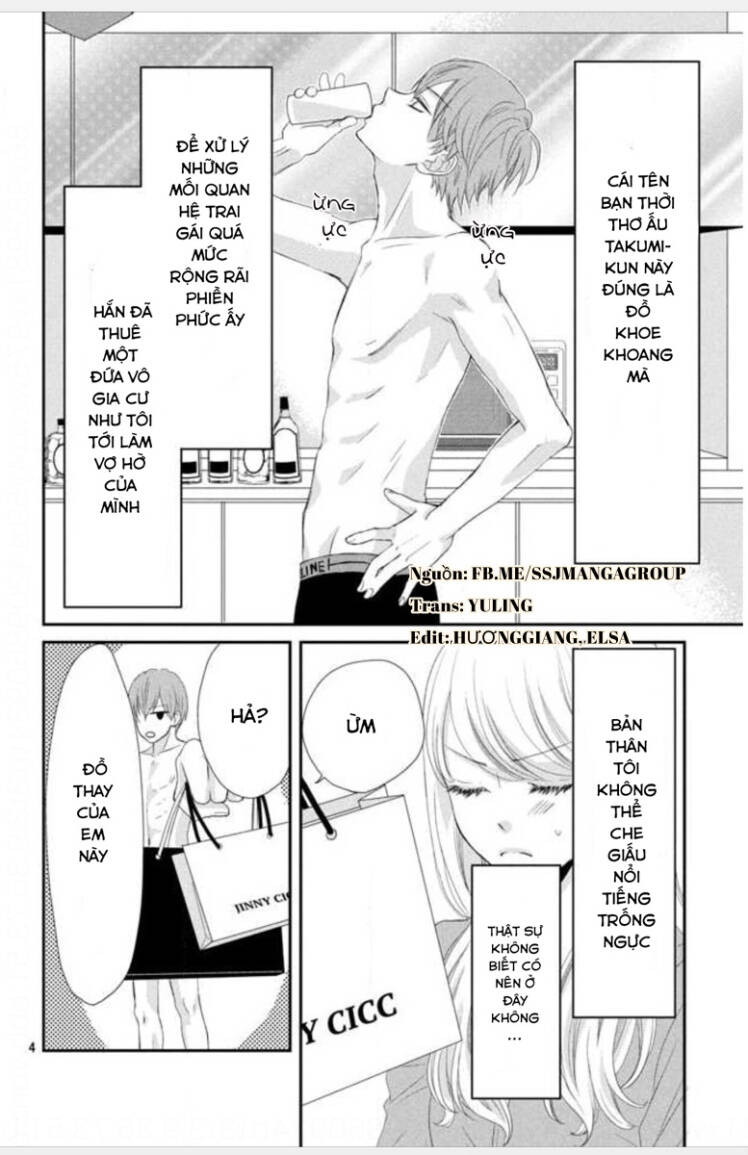 CÁI TÊN
BẠN THỜI
THƠ ẤU
TAKUMI-
KUN NÀY
ĐÚNG LÀ
ĐỒ
KHOE
KHOANG
MÀ
ỪNG
ỰC
ỪNG
ỰC
ĐỂ XỬ LÝ
NHỮNG
MỐI QUAN
HỆ TRAI
GÁI QUÁ
MỨC
RỘNG RÃI
PHIỀN
PHỨC ẤY
HẮN ĐÃ
THUÊ
MỘT
ĐỨA VÔ
GIA CƯ
NHƯ TÔI
TỚI LÀM
VỢ HỜ
CỦA
MÌNH
LINE
Nguồn: FB.ME/SSJMANGAGROUP
Trans: YULING
Edit: HƯƠNGGIANG, ELSA
BẢN
THÂN
TÔI
KHÔNG
THỂ
CHE
GIẤU
NỔI
TIẾNG
TRỐNG
NGỰC
ỪM
THẬT SỰ
KHÔNG
BIẾT CÓ
NÊN Ở
ĐÂY
KHÔNG
...
NY CICC
HẢ?
ĐỒ
THAY
CỦA
EM
NÀY
JINNY CICC
4